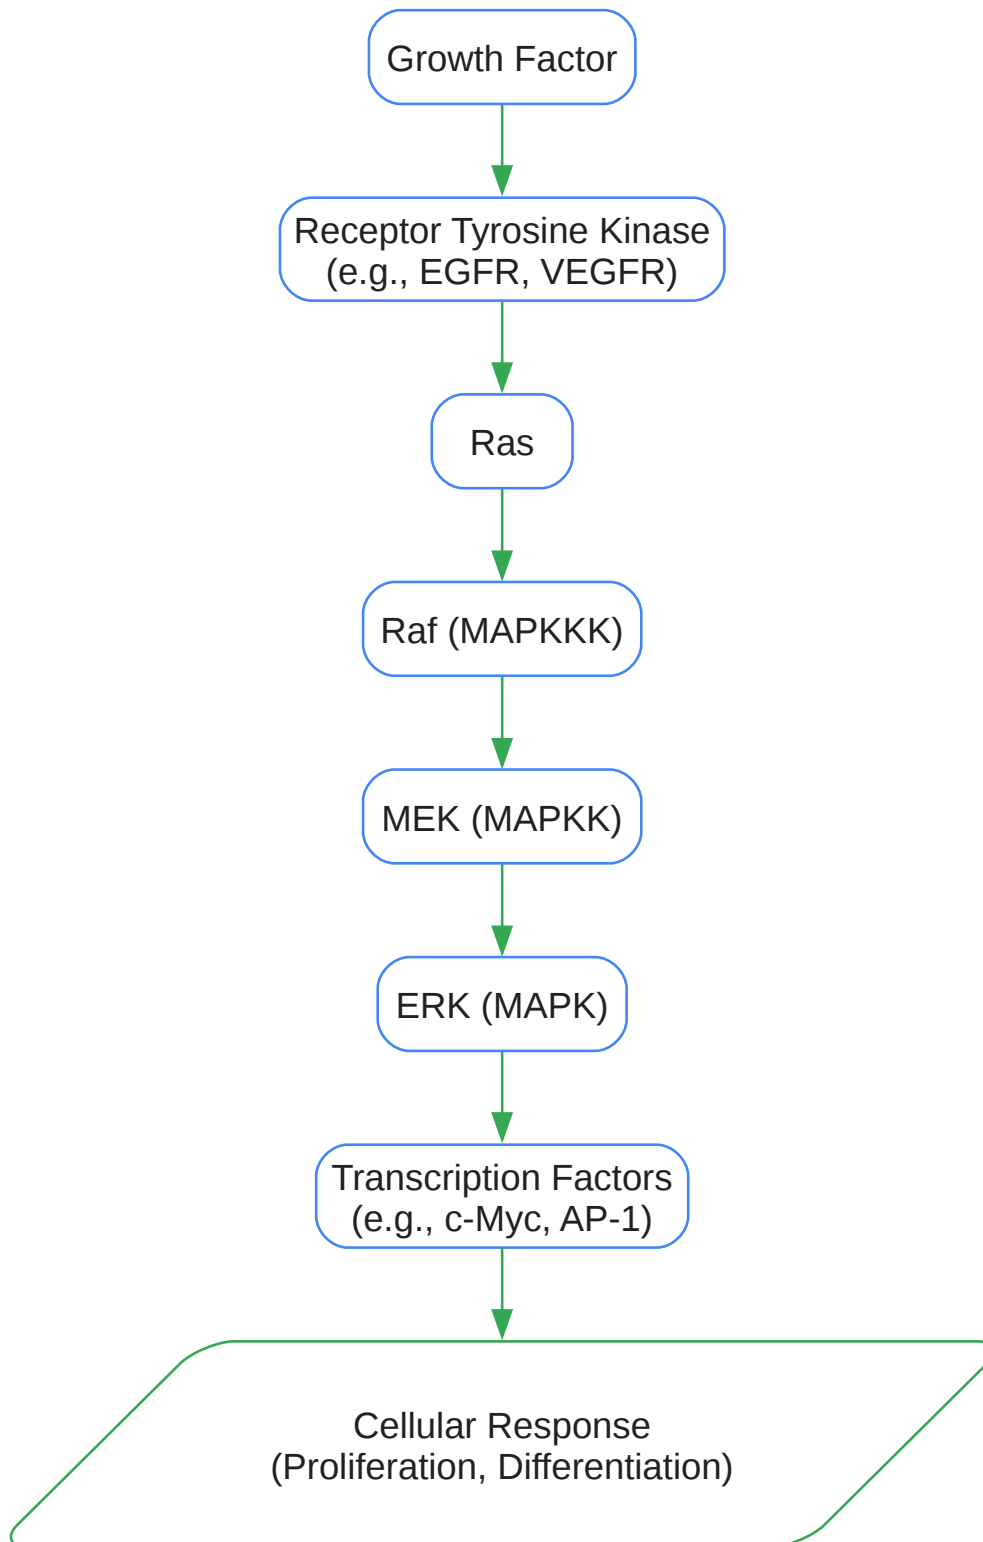 Growth Factor
Receptor Tyrosine Kinase
(e.g., EGFR, VEGFR)
Ras
Raf (MAPKKK)
MEK (MAPKK)
ERK (MAPK)
Transcription Factors
(e.g., c-Myc, AP-1)
Cellular Response
(Proliferation, Differentiation)